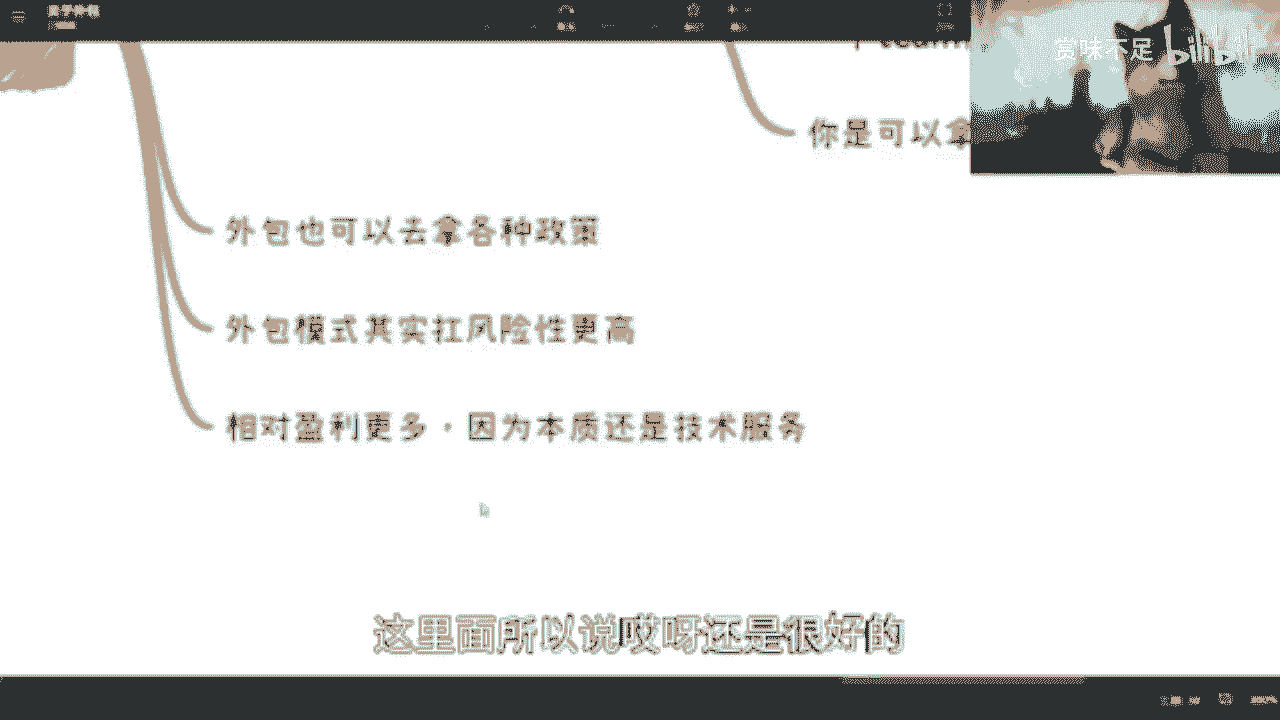 赏味不足 bilibili
你是可以拿
外包也可以去拿各种政策
外包模式其实扛风险性更高
相对盈利更多，因为本质还是技术服务
这里面所以说哎呀还是很好的